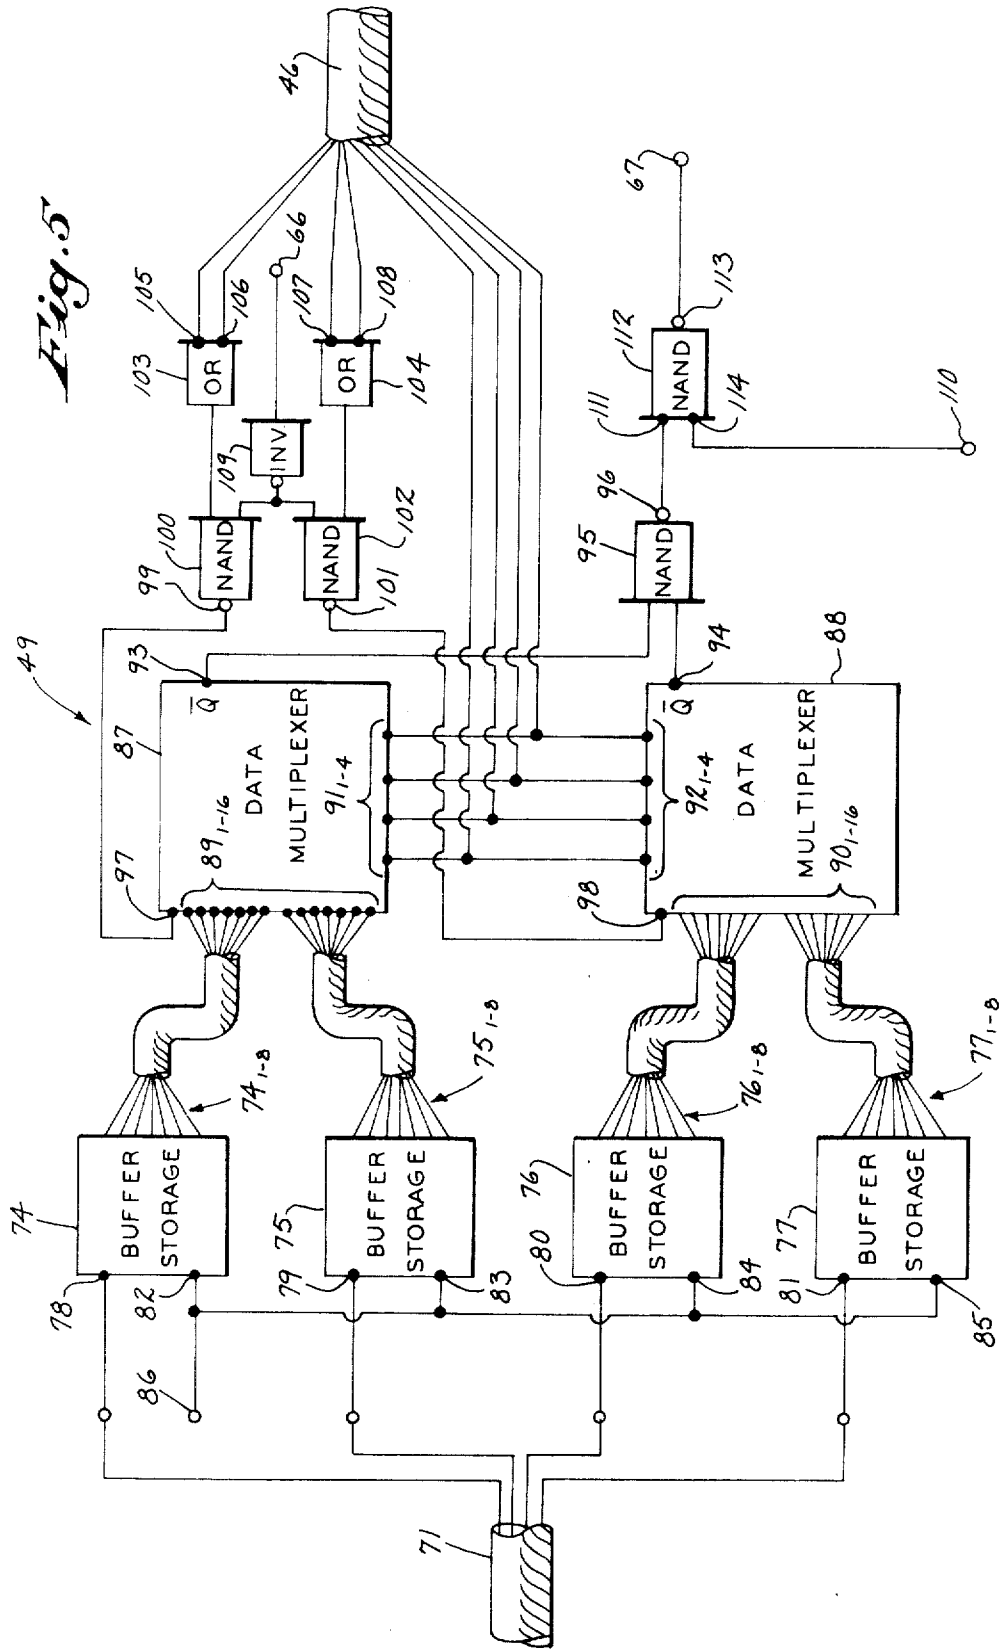 Fig. 5
49
46
105
103
OR
106
66
107
OR
108
104
109
INV.
100
NAND
99
102
NAND
101
93
87
Q̅
DATA
MULTIPLEXER
97
89₁₋₁₆
91₁₋₄
67
113
112
NAND
111
114
110
96
95
NAND
94
88
Q̅
92₁₋₄
DATA
MULTIPLEXER
90₁₋₁₆
98
74₁₋₈
75₁₋₈
76₁₋₈
77₁₋₈
74
BUFFER
STORAGE
78
82
86
75
BUFFER
STORAGE
79
83
76
BUFFER
STORAGE
80
84
77
BUFFER
STORAGE
81
85
71